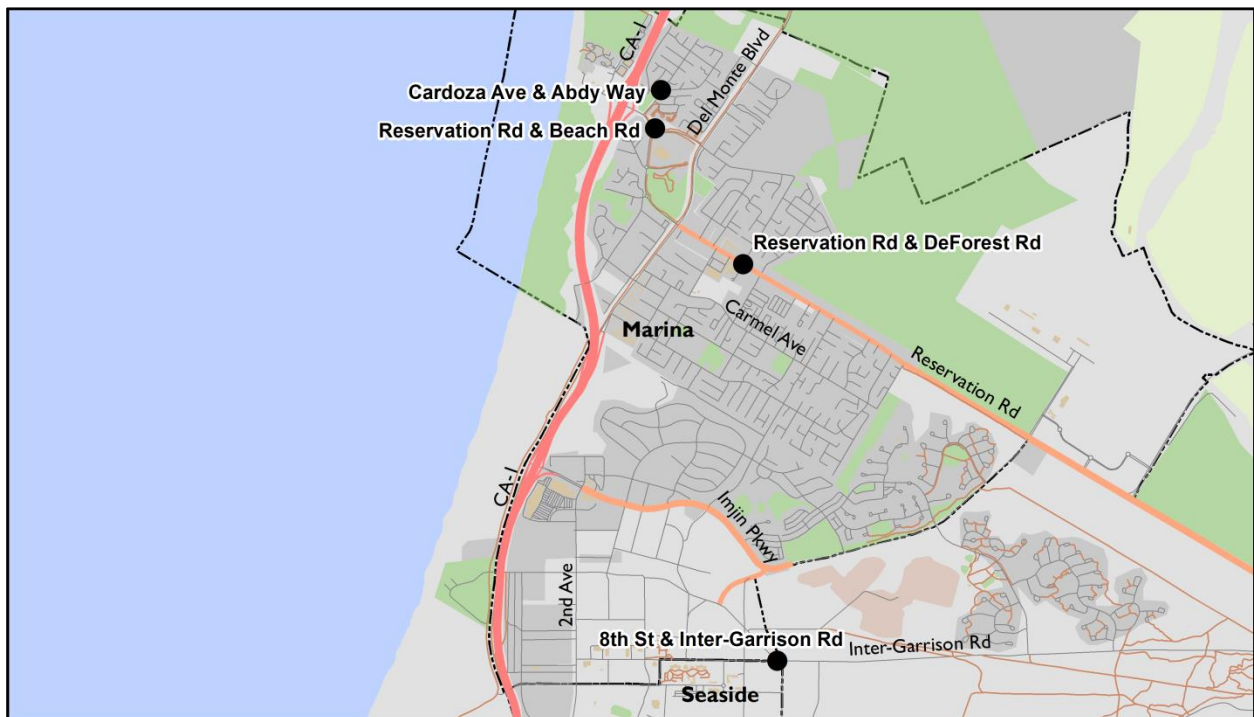 CA-1
Cardoza Ave & Abdy Way
Del Monte Blvd
Reservation Rd & Beach Rd
Reservation Rd & DeForest Rd
Marina
Carmel Ave
Reservation Rd
CA-1
Imjin Pkwy
2nd Ave
8th St & Inter-Garrison Rd
Inter-Garrison Rd
Seaside